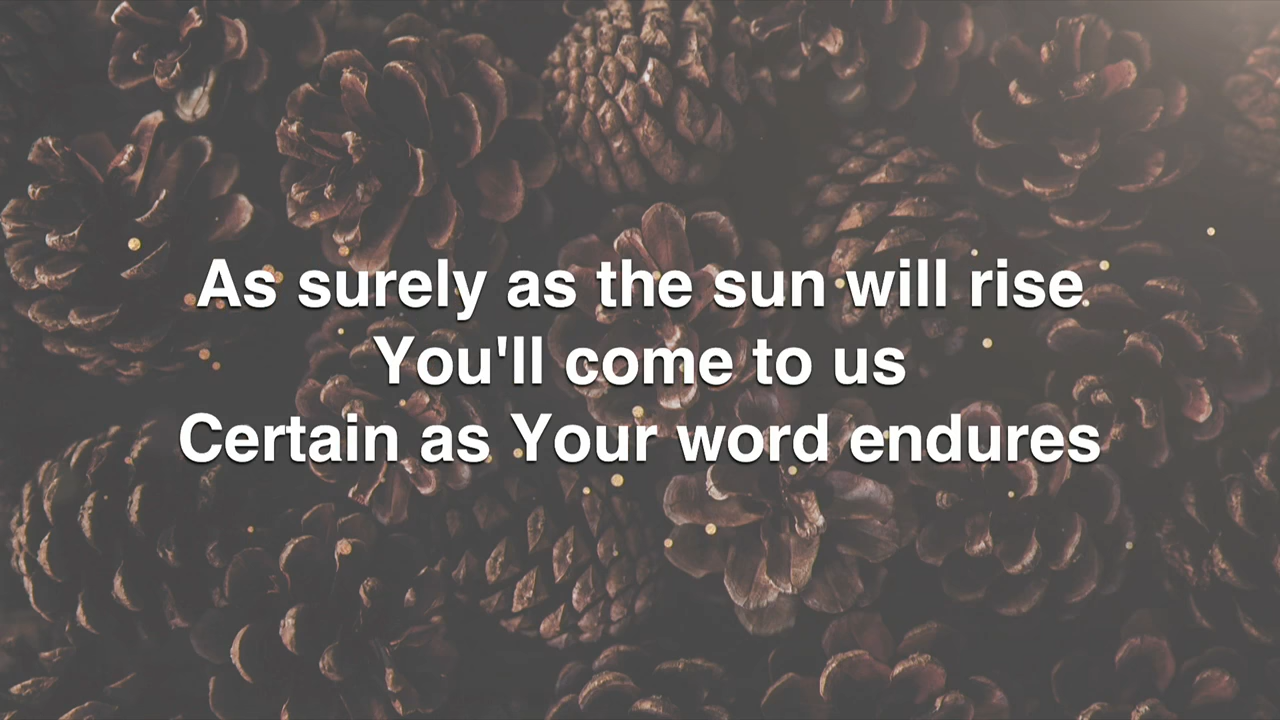 As surely as the sun will rise
You'll come to us
Certain as Your word endures